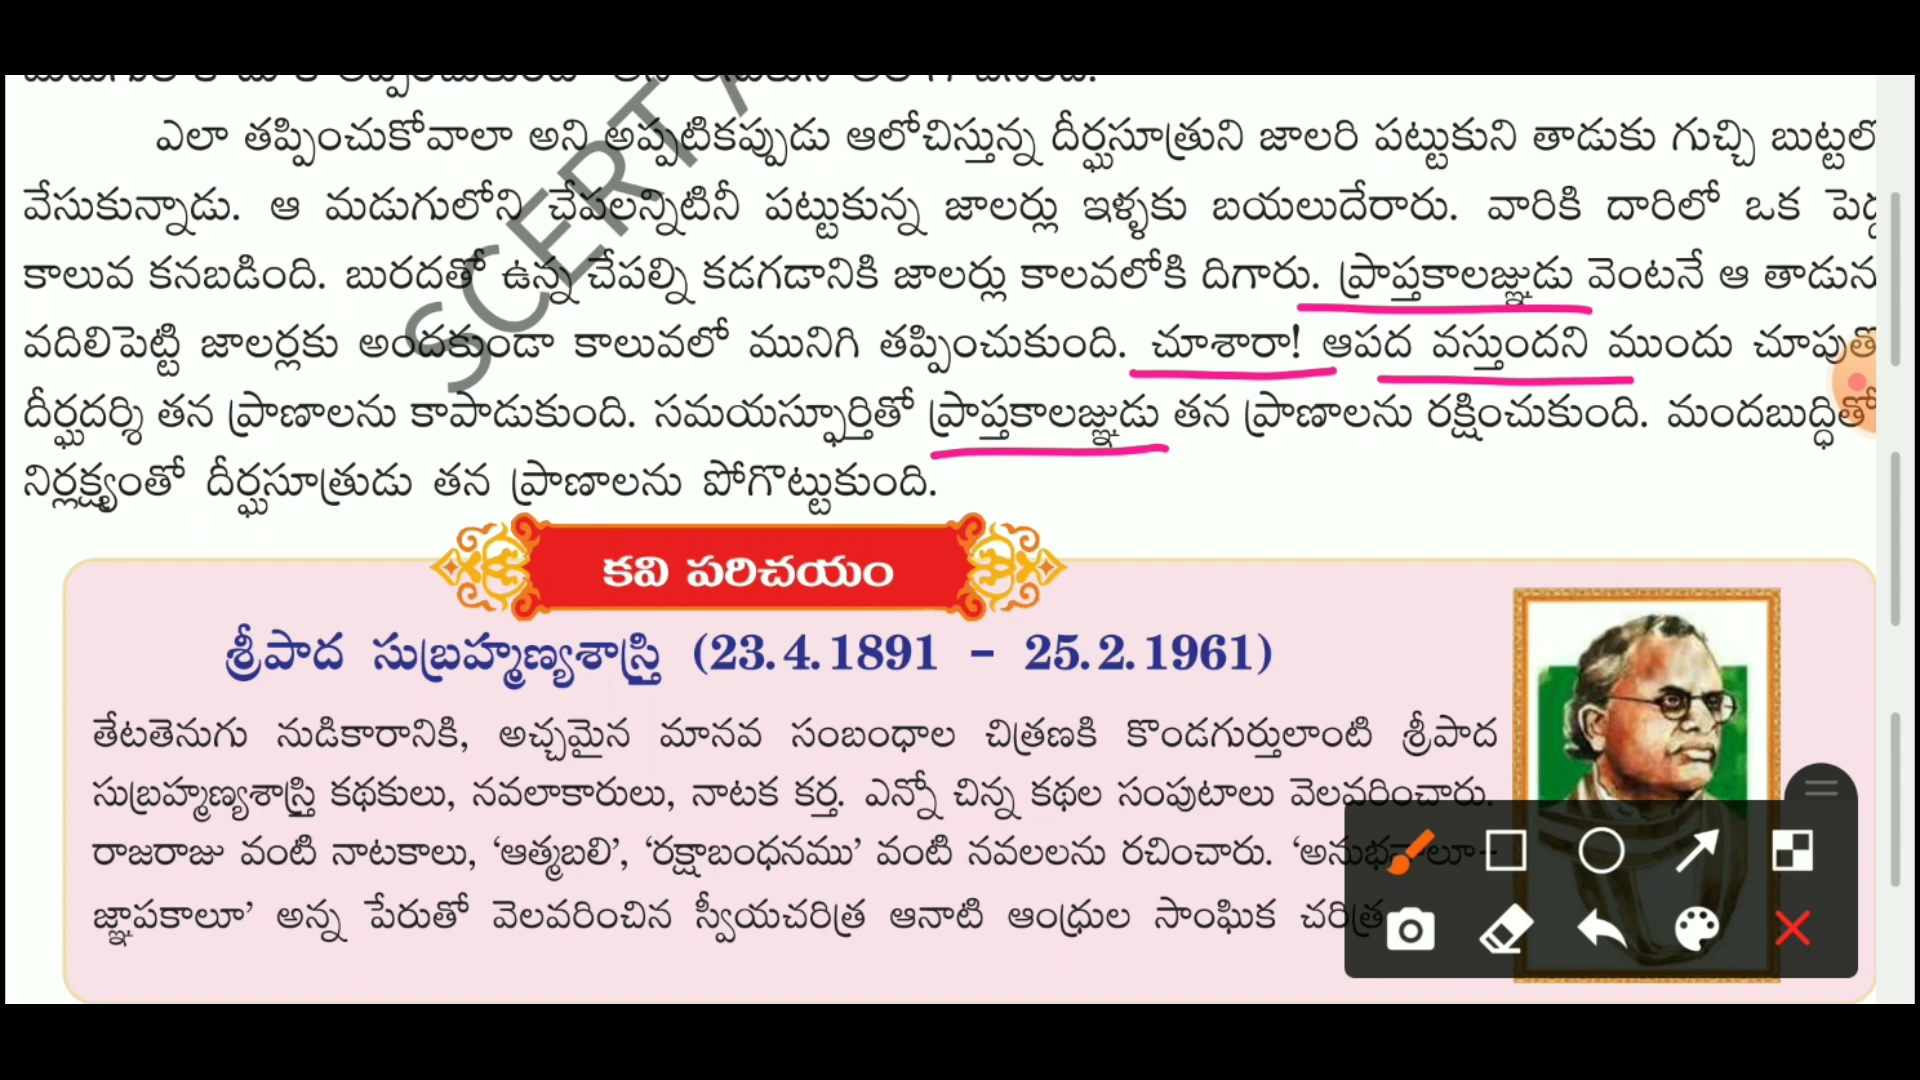 ఎలా తప్పించుకోవాలా అని అప్పటికప్పుడు ఆలోచిస్తున్న దీర్ఘసూత్రుని జాలరి పట్టుకుని తాడుకు గుచ్చి బుట్టలో
వేసుకున్నాడు. ఆ మడుగులోని చేపలన్నిటినీ పట్టుకున్న జాలర్లు ఇళ్ళకు బయలుదేరారు. వారికి దారిలో ఒక పెద్ద
కాలువ కనబడింది. బురదతో ఉన్న చేపల్ని కడగడానికి జాలర్లు కాలవలోకి దిగారు. ప్రాప్తకాలజ్ఞుడు వెంటనే ఆ తాడున
వదిలిపెట్టి జాలర్లకు అందకుండా కాలువలో మునిగి తప్పించుకుంది. చూశారా! ఆపద వస్తుందని ముందు చూపుతో
దీర్ఘదర్శి తన ప్రాణాలను కాపాడుకుంది. సమయస్ఫూర్తితో ప్రాప్తకాలజ్ఞుడు తన ప్రాణాలను రక్షించుకుంది. మందబుద్ధితో
నిర్లక్ష్యంతో దీర్ఘసూత్రుడు తన ప్రాణాలను పోగొట్టుకుంది.
SCERT A
కవి పరిచయం
శ్రీపాద సుబ్రహ్మణ్యశాస్త్రి (23.4.1891 – 25.2.1961)
తేటతెనుగు నుడికారానికి, అచ్చమైన మానవ సంబంధాల చిత్రణకి కొండగుర్తులాంటి శ్రీపాద
సుబ్రహ్మణ్యశాస్త్రి కథకులు, నవలాకారులు, నాటక కర్త. ఎన్నో చిన్న కథల సంపుటాలు వెలవరించారు.
రాజరాజు వంటి నాటకాలు, ‘ఆత్మబలి’, ‘రక్షాబంధనము’ వంటి నవలలను రచించారు. ‘అనుభవాలూ-
జ్ఞాపకాలూ’ అన్న పేరుతో వెలవరించిన స్వీయచరిత్ర ఆనాటి ఆంధ్రుల సాంఘిక చరిత్ర